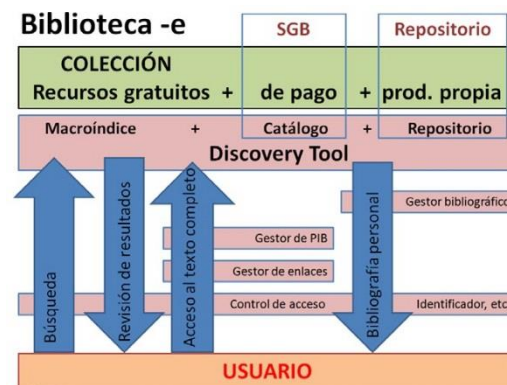 Biblioteca -e
SGB
Repositorio
COLECCIÓN
Recursos gratuitos + de pago + prod. propia
Macroíndice + Catálogo + Repositorio
Discovery Tool
Búsqueda
Revisión de resultados
Acceso al texto completo
Bibliografía personal
Gestor bibliográfico
Gestor de PIB
Gestor de enlaces
Control de acceso
Identificador, etc
USUARIO